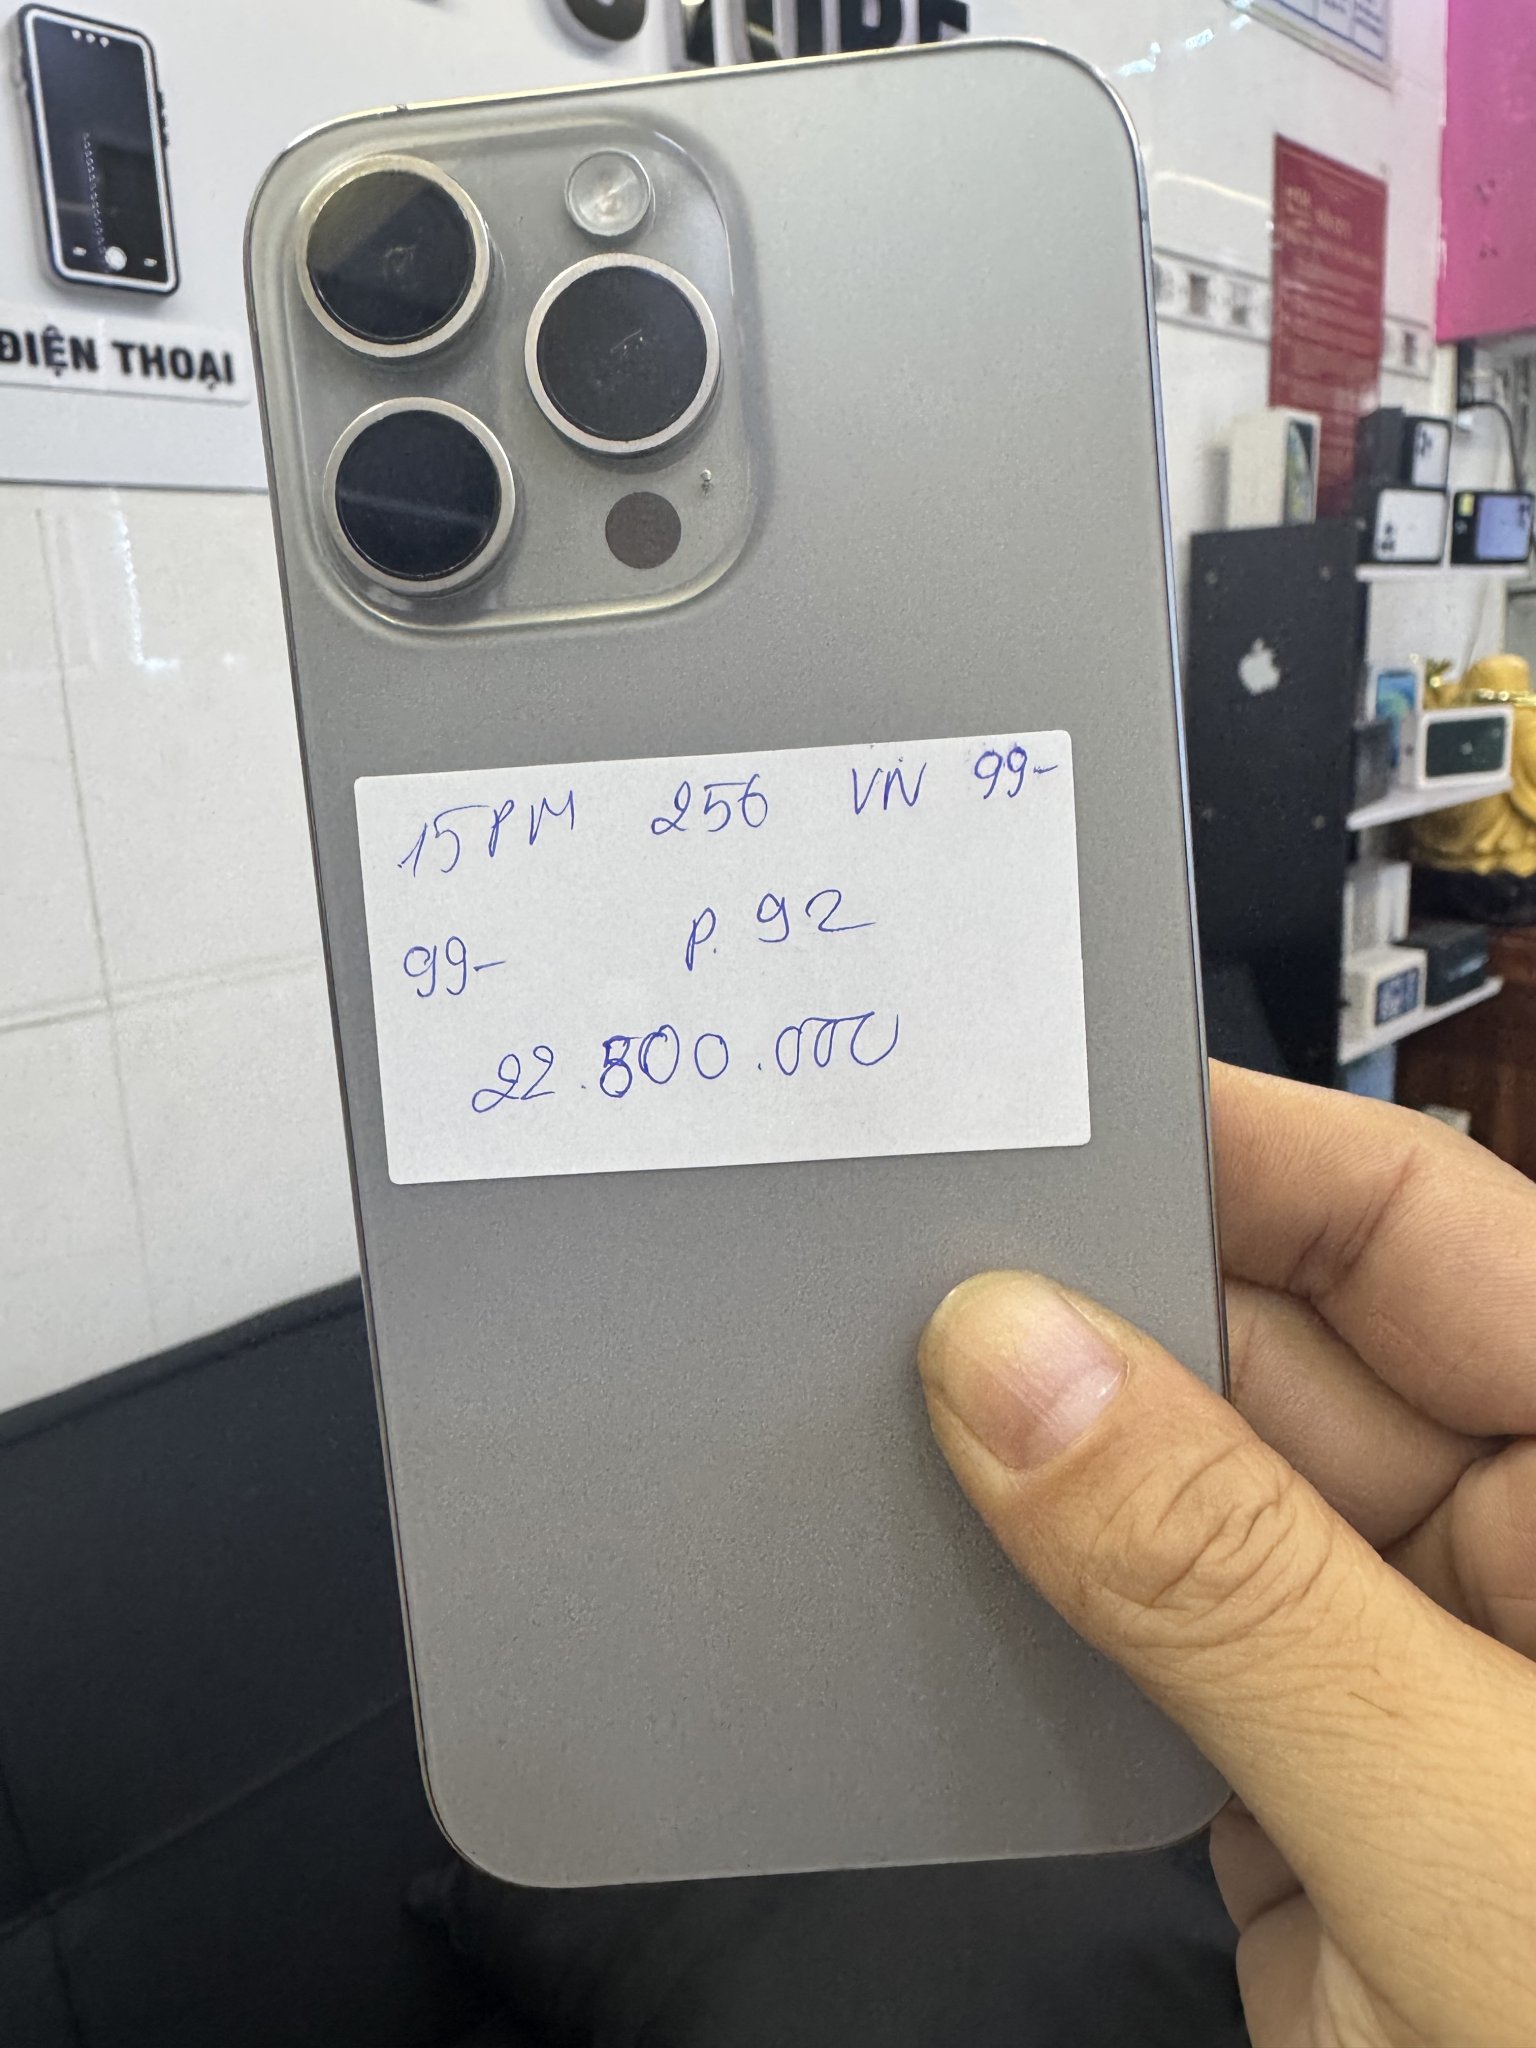 ĐIỆN THOẠI
15PM 256 VN 99-
99- P. 92
22.800.000